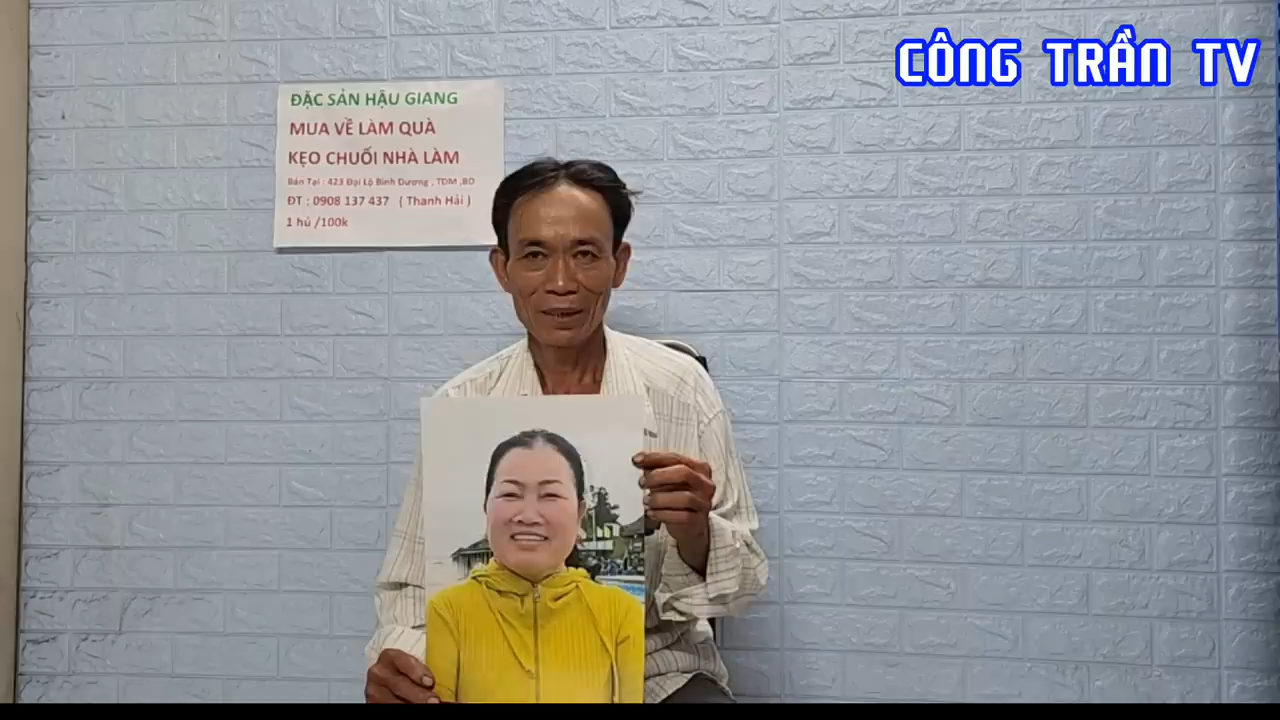 CÔNG TRẦN TV
ĐẶC SẢN HẬU GIANG
MUA VỀ LÀM QUÀ
KẸO CHUỐI NHÀ LÀM
Bán Tại : 423 Đại Lộ Bình Dương , TDM ,BD
ĐT : 0908 137 437 ( Thanh Hải )
1 hủ /100k